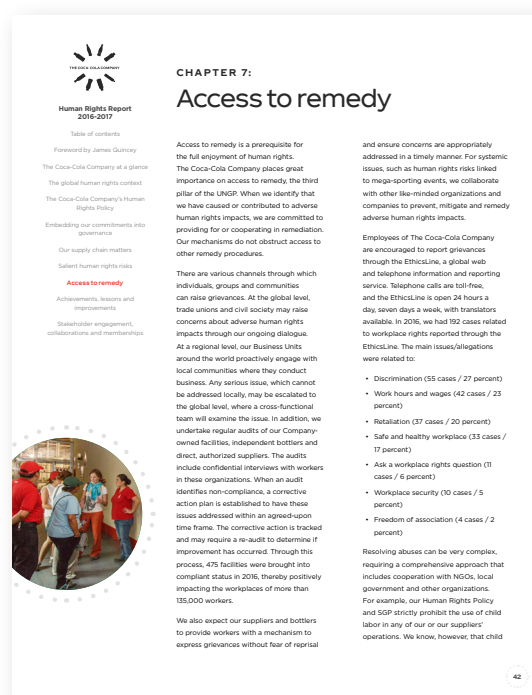 THE COCA-COLA COMPANY
Human Rights Report
2016-2017
Table of contents
Foreword by James Quincey
The Coca-Cola Company at a glance
The global human rights context
The Coca-Cola Company's Human
Rights Policy
Embedding our commitments into
governance
Our supply chain matters
Salient human rights risks
Access to remedy
Achievements, lessons and
improvements
Stakeholder engagement,
collaborations and memberships
CHAPTER 7:
Access to remedy
Access to remedy is a prerequisite for
the full enjoyment of human rights.
The Coca-Cola Company places great
importance on access to remedy, the third
pillar of the UNGP. When we identify that
we have caused or contributed to adverse
human rights impacts, we are committed to
providing for or cooperating in remediation.
Our mechanisms do not obstruct access to
other remedy procedures.
There are various channels through which
individuals, groups and communities
can raise grievances. At the global level,
trade unions and civil society may raise
concerns about adverse human rights
impacts through our ongoing dialogue.
At a regional level, our Business Units
around the world proactively engage with
local communities where they conduct
business. Any serious issue, which cannot
be addressed locally, may be escalated to
the global level, where a cross-functional
team will examine the issue. In addition, we
undertake regular audits of our Company-
owned facilities, independent bottlers and
direct, authorized suppliers. The audits
include confidential interviews with workers
in these organizations. When an audit
identifies non-compliance, a corrective
action plan is established to have these
issues addressed within an agreed-upon
time frame. The corrective action is tracked
and may require a re-audit to determine if
improvement has occurred. Through this
process, 475 facilities were brought into
compliant status in 2016, thereby positively
impacting the workplaces of more than
135,000 workers.
We also expect our suppliers and bottlers
to provide workers with a mechanism to
express grievances without fear of reprisal
and ensure concerns are appropriately
addressed in a timely manner. For systemic
issues, such as human rights risks linked
to mega-sporting events, we collaborate
with other like-minded organizations and
companies to prevent, mitigate and remedy
adverse human rights impacts.
Employees of The Coca-Cola Company
are encouraged to report grievances
through the EthicsLine, a global web
and telephone information and reporting
service. Telephone calls are toll-free,
and the EthicsLine is open 24 hours a
day, seven days a week, with translators
available. In 2016, we had 192 cases related
to workplace rights reported through the
EthicsLine. The main issues/allegations
were related to:
• Discrimination (55 cases / 27 percent)
• Work hours and wages (42 cases / 23
percent)
• Retaliation (37 cases / 20 percent)
• Safe and healthy workplace (33 cases /
17 percent)
• Ask a workplace rights question (11
cases / 6 percent)
• Workplace security (10 cases / 5
percent)
• Freedom of association (4 cases / 2
percent)
Resolving abuses can be very complex,
requiring a comprehensive approach that
includes cooperation with NGOs, local
government and other organizations.
For example, our Human Rights Policy
and SGP strictly prohibit the use of child
labor in any of our or our suppliers'
operations. We know, however, that child
42